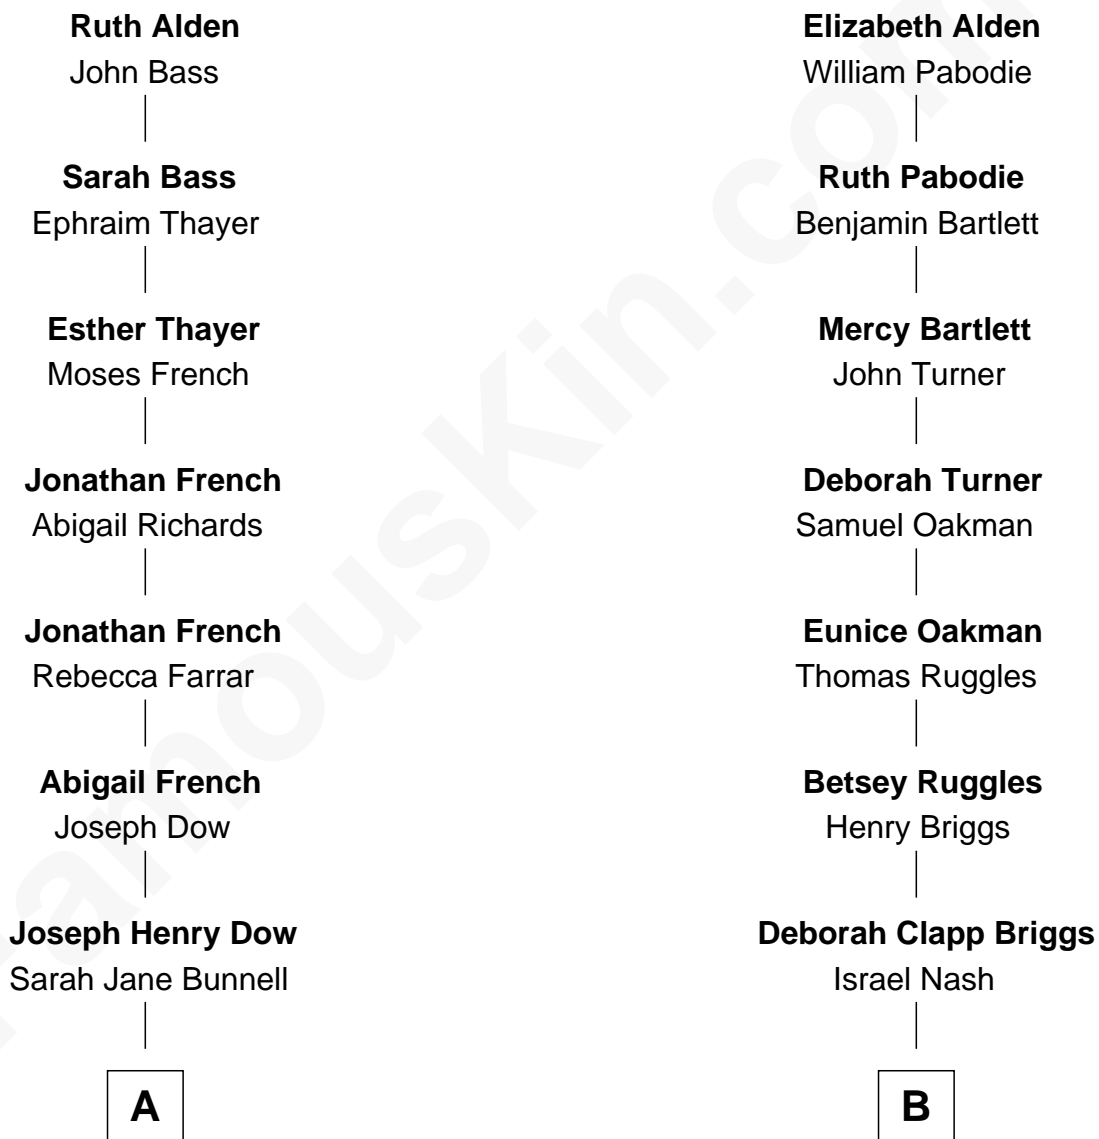 Ruth Alden
John Bass
Sarah Bass
Ephraim Thayer
Esther Thayer
Moses French
Jonathan French
Abigail Richards
Jonathan French
Rebecca Farrar
Abigail French
Joseph Dow
Joseph Henry Dow
Sarah Jane Bunnell
A
Elizabeth Alden
William Pabodie
Ruth Pabodie
Benjamin Bartlett
Mercy Bartlett
John Turner
Deborah Turner
Samuel Oakman
Eunice Oakman
Thomas Ruggles
Betsey Ruggles
Henry Briggs
Deborah Clapp Briggs
Israel Nash
B
FamousKin.com